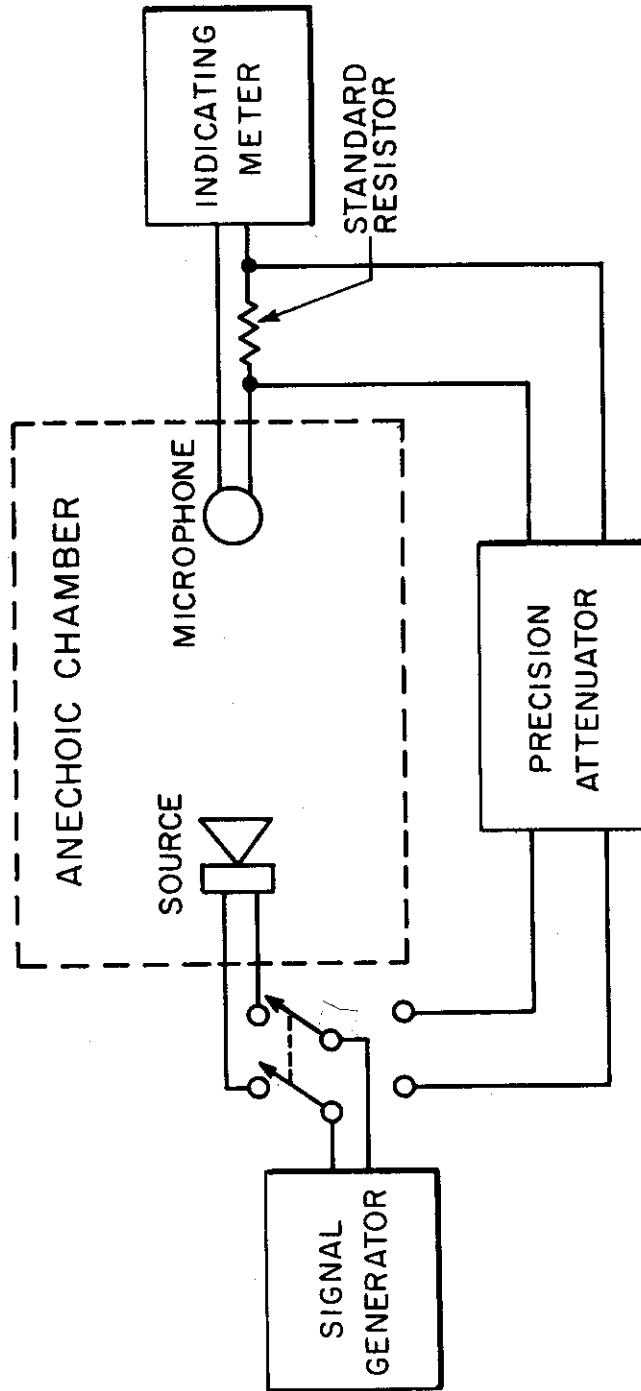 ANECHOIC CHAMBER
SOURCE
MICROPHONE
INDICATING
METER
STANDARD
RESISTOR
SIGNAL
GENERATOR
PRECISION
ATTENUATOR